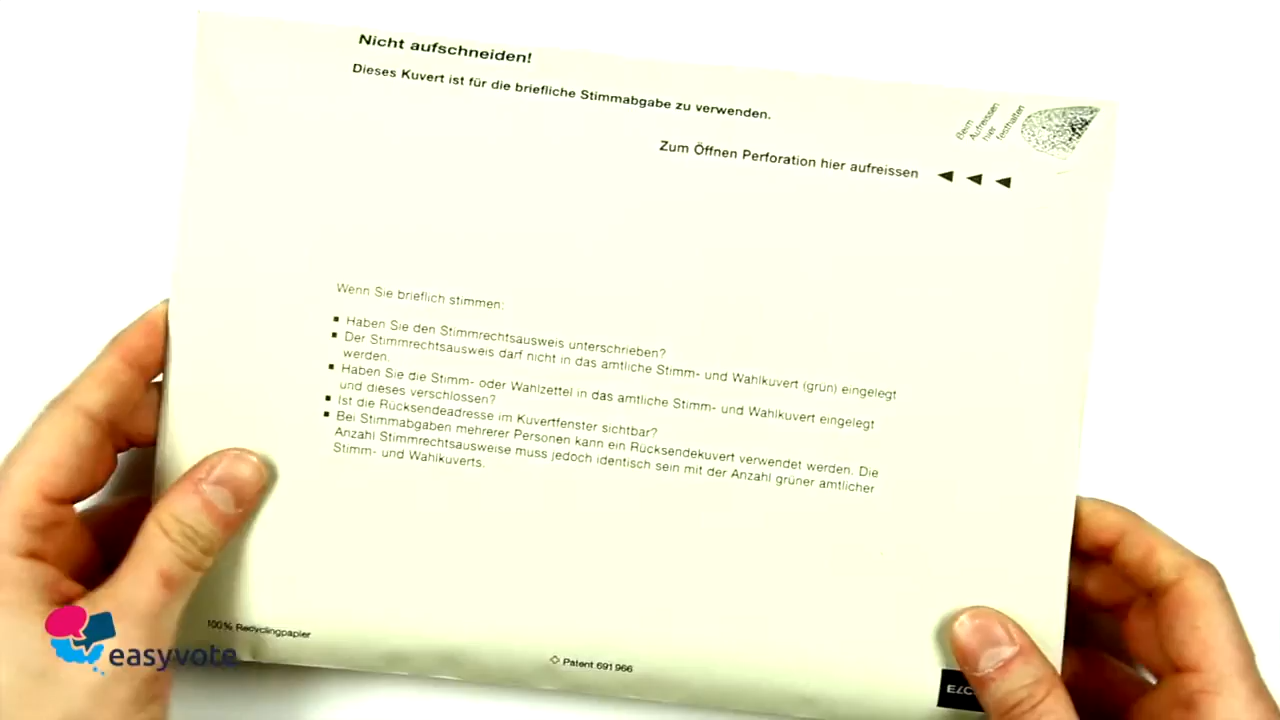 Nicht aufschneiden!
Dieses Kuvert ist für die briefliche Stimmabgabe zu verwenden.
Beim
Aufreissen
hier
festhalten
Zum Öffnen Perforation hier aufreissen
Wenn Sie brieflich stimmen:
Haben Sie den Stimmrechtsausweis unterschrieben?
Der Stimmrechtsausweis darf nicht in das amtliche Stimm- und Wahlkuvert (grün) eingelegt
werden.
Haben Sie die Stimm- oder Wahlzettel in das amtliche Stimm- und Wahlkuvert eingelegt
und dieses verschlossen?
Ist die Rücksendeadresse im Kuvertfenster sichtbar?
Bei Stimmabgaben mehrerer Personen kann ein Rücksendekuvert verwendet werden. Die
Anzahl Stimmrechtsausweise muss jedoch identisch sein mit der Anzahl grüner amtlicher
Stimm- und Wahlkuverts.
100% Recyclingpapier
Patent 691 966
easyvote